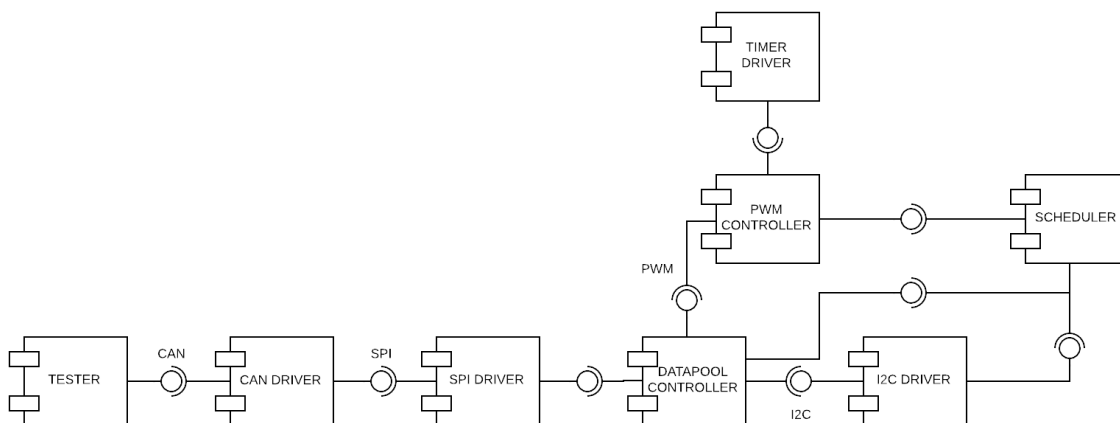 TIMER
DRIVER
PWM
CONTROLLER
SCHEDULER
PWM
CAN
SPI
TESTER
CAN DRIVER
SPI DRIVER
DATAPOOL
CONTROLLER
I2C DRIVER
I2C